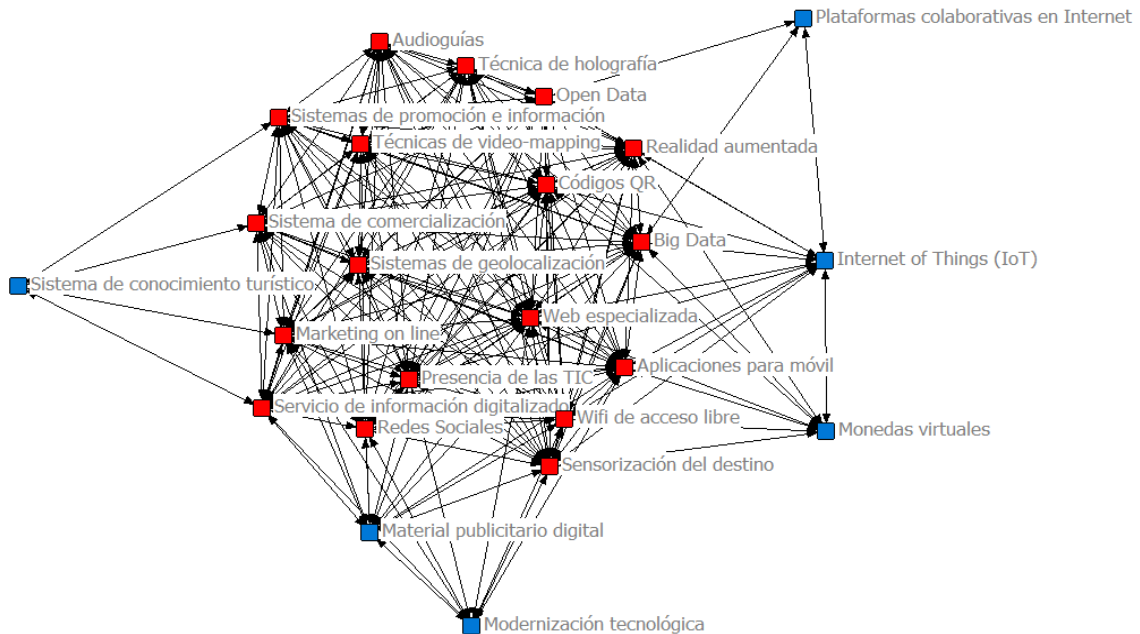 Plataformas colaborativas en Internet
Audioguías
Técnica de holografía
Open Data
Sistemas de promoción e información
Técnicas de video-mapping
Realidad aumentada
Códigos QR
Sistema de comercialización
Big Data
Sistemas de geolocalización
Internet of Things (IoT)
Sistema de conocimiento turístico
Web especializada
Marketing on line
Aplicaciones para móvil
Presencia de las TIC
Servicio de información digitalizado
Wifi de acceso libre
Redes Sociales
Monedas virtuales
Sensorización del destino
Material publicitario digital
Modernización tecnológica